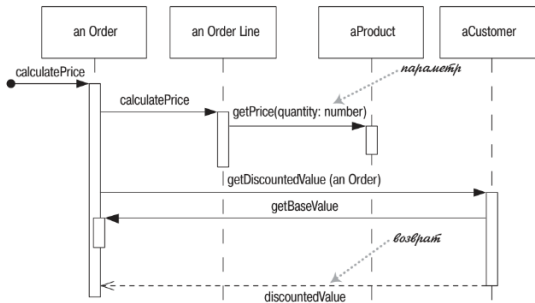 an Order
an Order Line
aProduct
aCustomer
calculatePrice
параметр
calculatePrice
getPrice(quantity: number)
getDiscountedValue (an Order)
getBaseValue
возврат
discountedValue